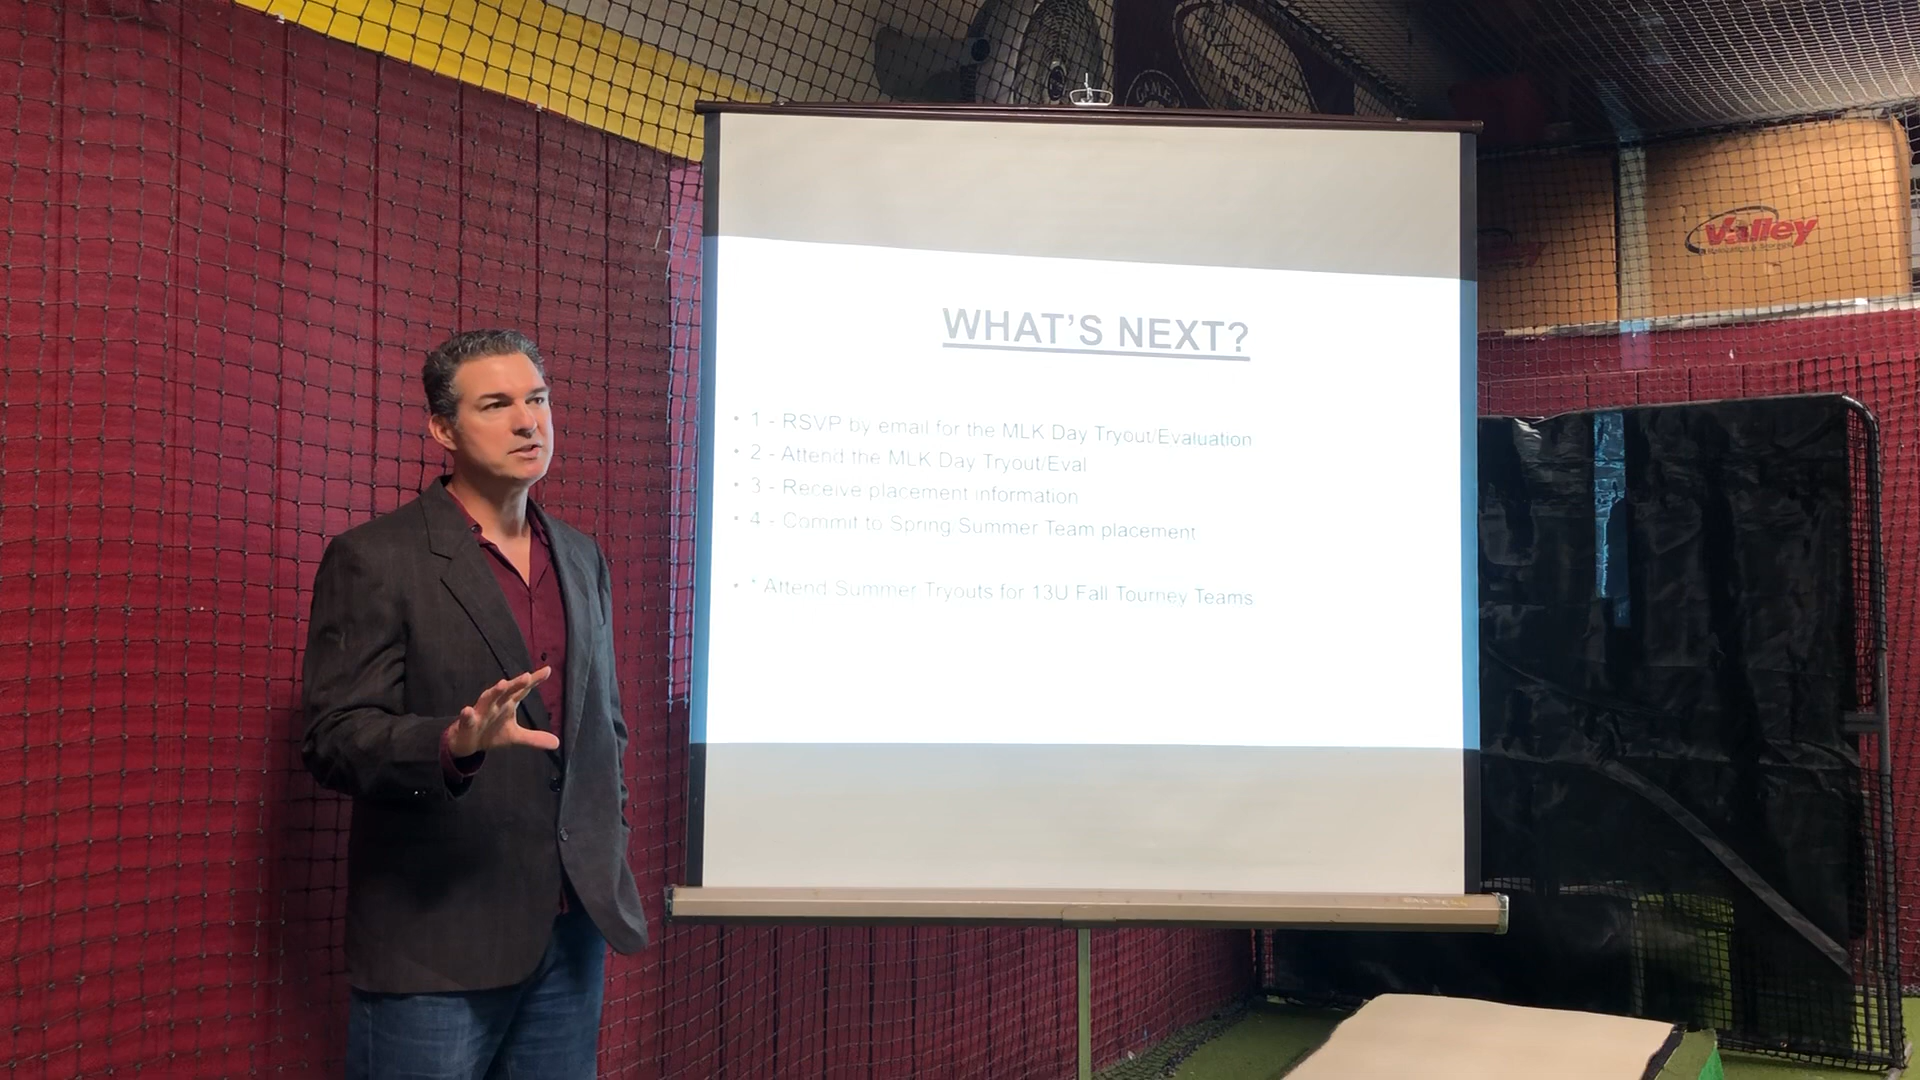 GAME
Valley
WHAT'S NEXT?
• 1 - RSVP by email for the MLK Day Tryout/Evaluation
• 2 - Attend the MLK Day Tryout/Eval
• 3 - Receive placement information
• 4 - Commit to Spring/Summer Team placement
• * Attend Summer Tryouts for 13U Fall Tourney Teams